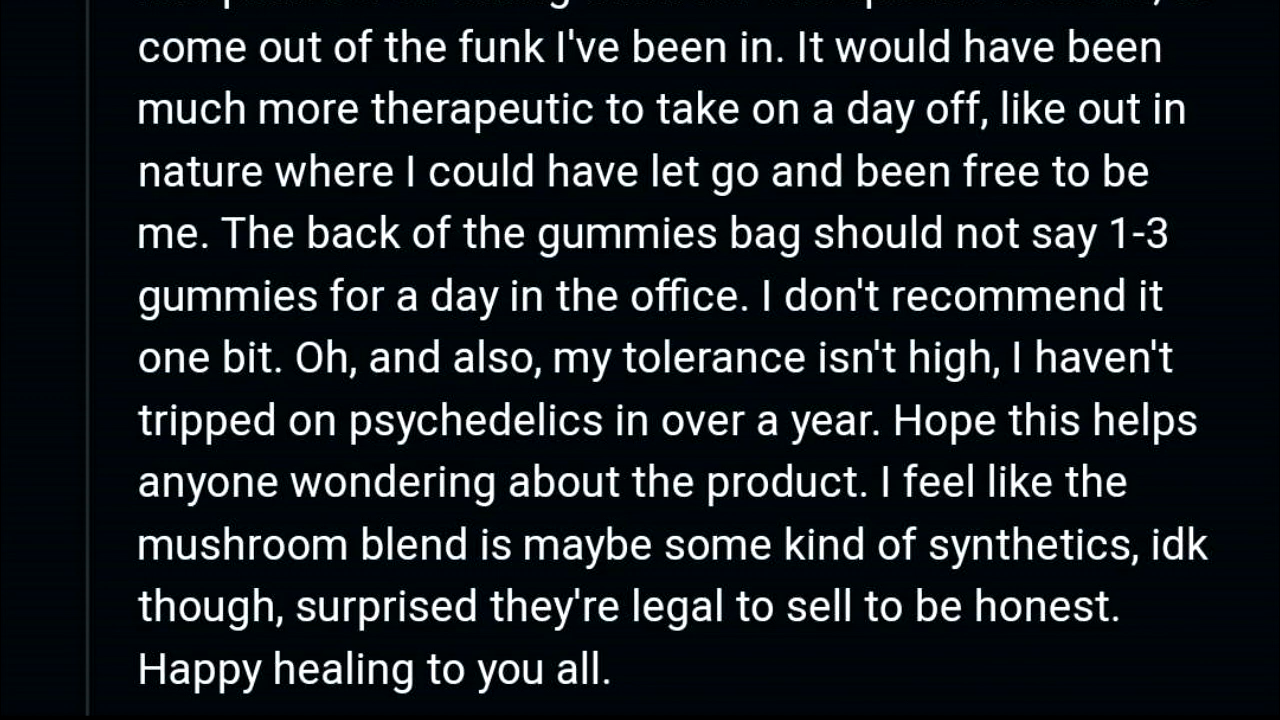 come out of the funk I've been in. It would have been
much more therapeutic to take on a day off, like out in
nature where I could have let go and been free to be
me. The back of the gummies bag should not say 1-3
gummies for a day in the office. I don't recommend it
one bit. Oh, and also, my tolerance isn't high, I haven't
tripped on psychedelics in over a year. Hope this helps
anyone wondering about the product. I feel like the
mushroom blend is maybe some kind of synthetics, idk
though, surprised they're legal to sell to be honest.
Happy healing to you all.